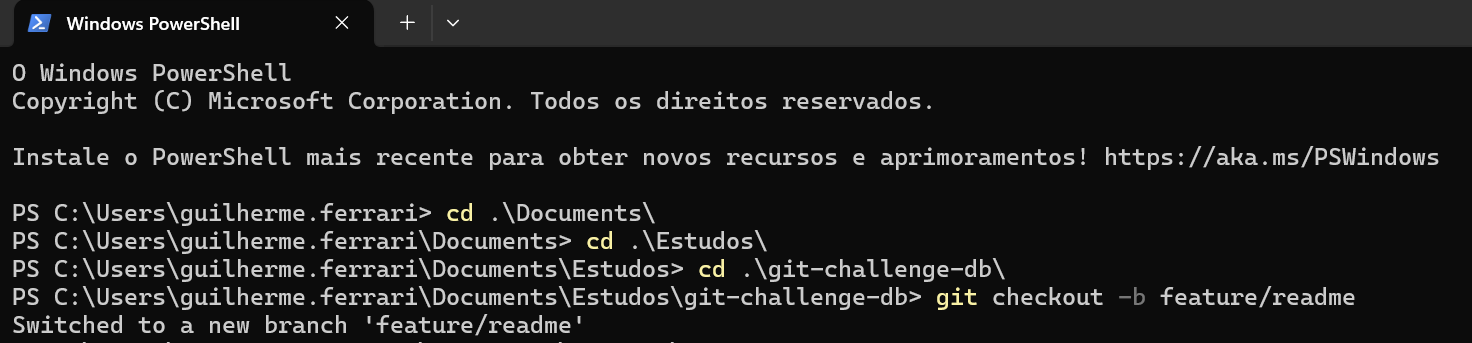 Windows PowerShell
O Windows PowerShell
Copyright (C) Microsoft Corporation. Todos os direitos reservados.
Instale o PowerShell mais recente para obter novos recursos e aprimoramentos! https://aka.ms/PSWindows
PS C:\Users\guilherme.ferrari> cd .\Documents\
PS C:\Users\guilherme.ferrari\Documents> cd .\Estudos\
PS C:\Users\guilherme.ferrari\Documents\Estudos> cd .\git-challenge-db\
PS C:\Users\guilherme.ferrari\Documents\Estudos\git-challenge-db> git checkout -b feature/readme
Switched to a new branch 'feature/readme'